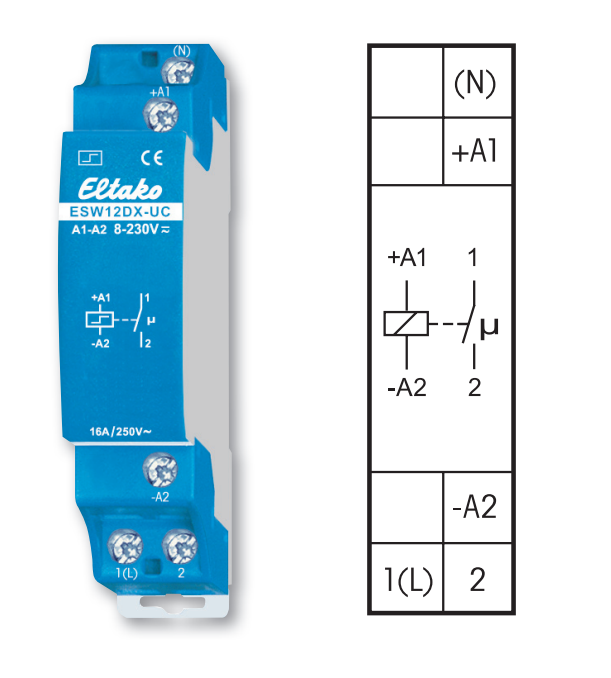 (N)
+A1
CE
Eltako
ESW12DX-UC
A1-A2 8-230V≂
+A1 1
µ
-A2 2
16A/250V~
-A2
1(L) 2
(N)
+A1
+A1 1
µ
-A2 2
-A2
1(L) 2